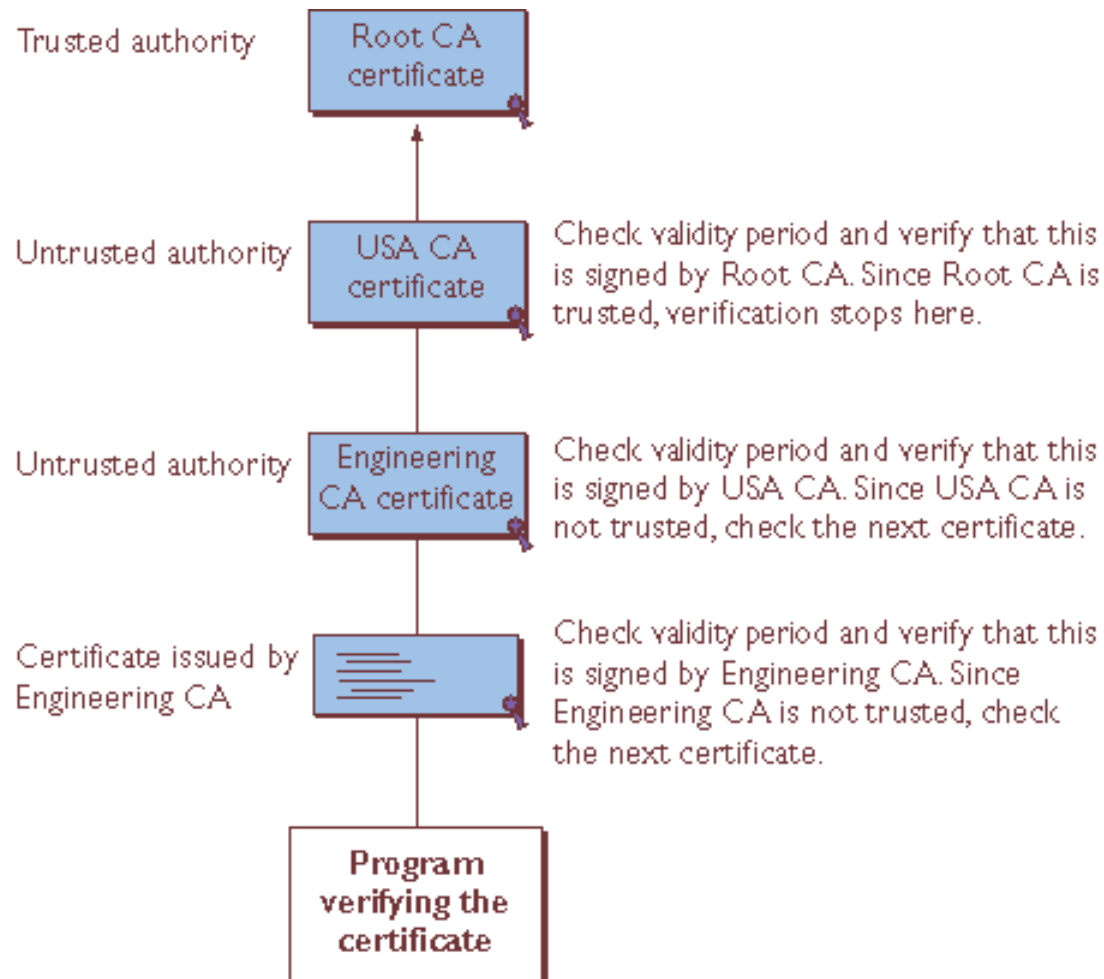 Trusted authority
Root CA
certificate
Untrusted authority
USA CA
certificate
Check validity period and verify that this
is signed by Root CA. Since Root CA is
trusted, verification stops here.
Untrusted authority
Engineering
CA certificate
Check validity period and verify that this
is signed by USA CA. Since USA CA is
not trusted, check the next certificate.
Certificate issued by
Engineering CA
Check validity period and verify that this
is signed by Engineering CA. Since
Engineering CA is not trusted, check
the next certificate.
Program
verifying the
certificate